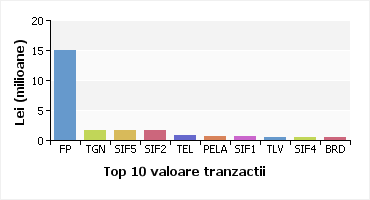 Lei (milioane)
20
15
10
5
0
FP TGN SIF5 SIF2 TEL PELA SIF1 TLV SIF4 BRD
Top 10 valoare tranzactii